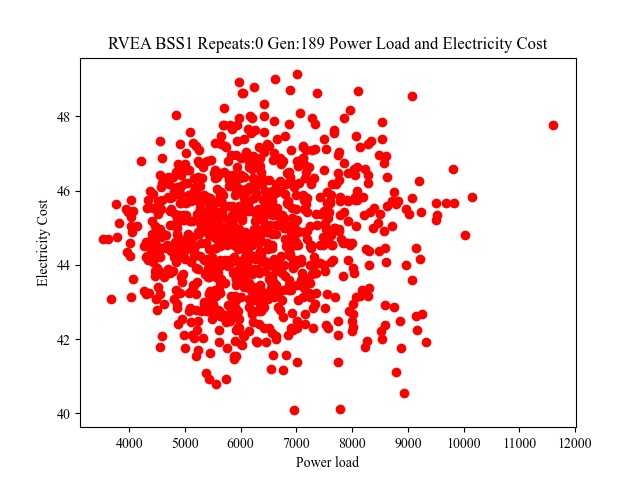 RVEA BSS1 Repeats:0 Gen:189 Power Load and Electricity Cost
48
46
44
42
40
Electricity Cost
4000 5000 6000 7000 8000 9000 10000 11000 12000
Power load